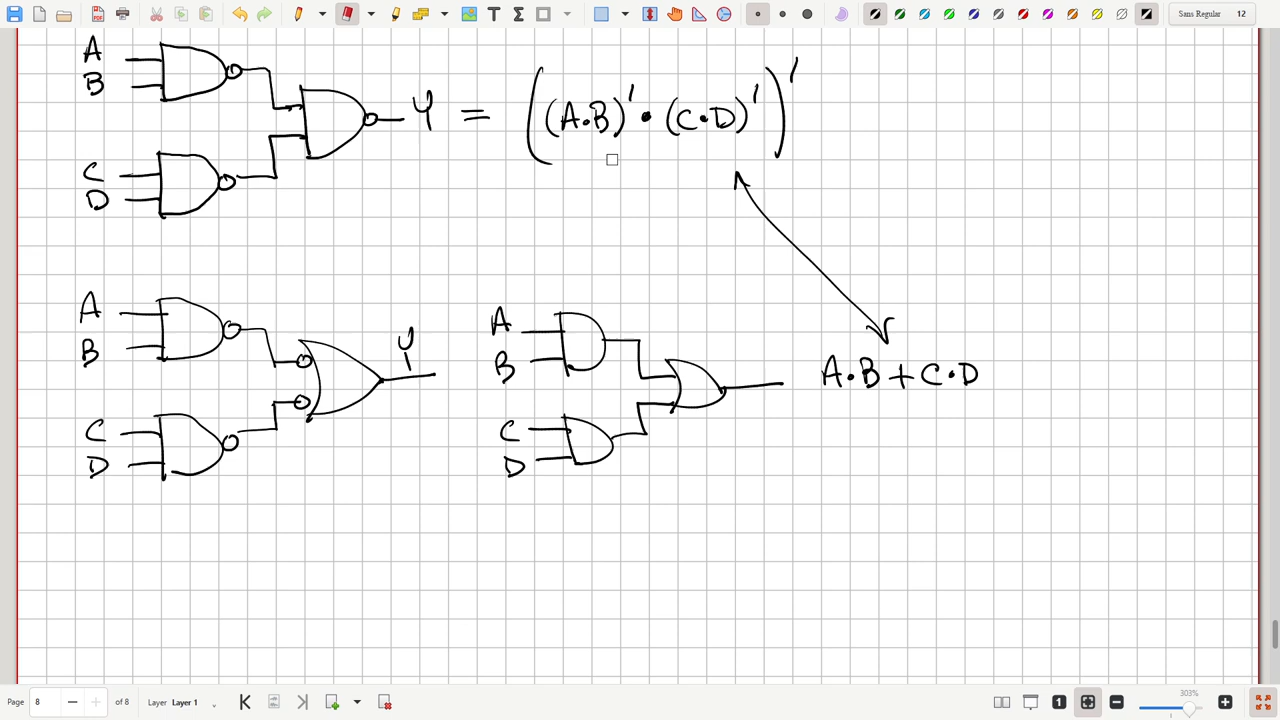 Sans Regular 12
A
B
Y = ((A·B)'·(C·D)')'
C
D
A
B
Y
C
D
A
B
C
D
A·B+C·D
Page 8 of 8 Layer Layer 1 303%